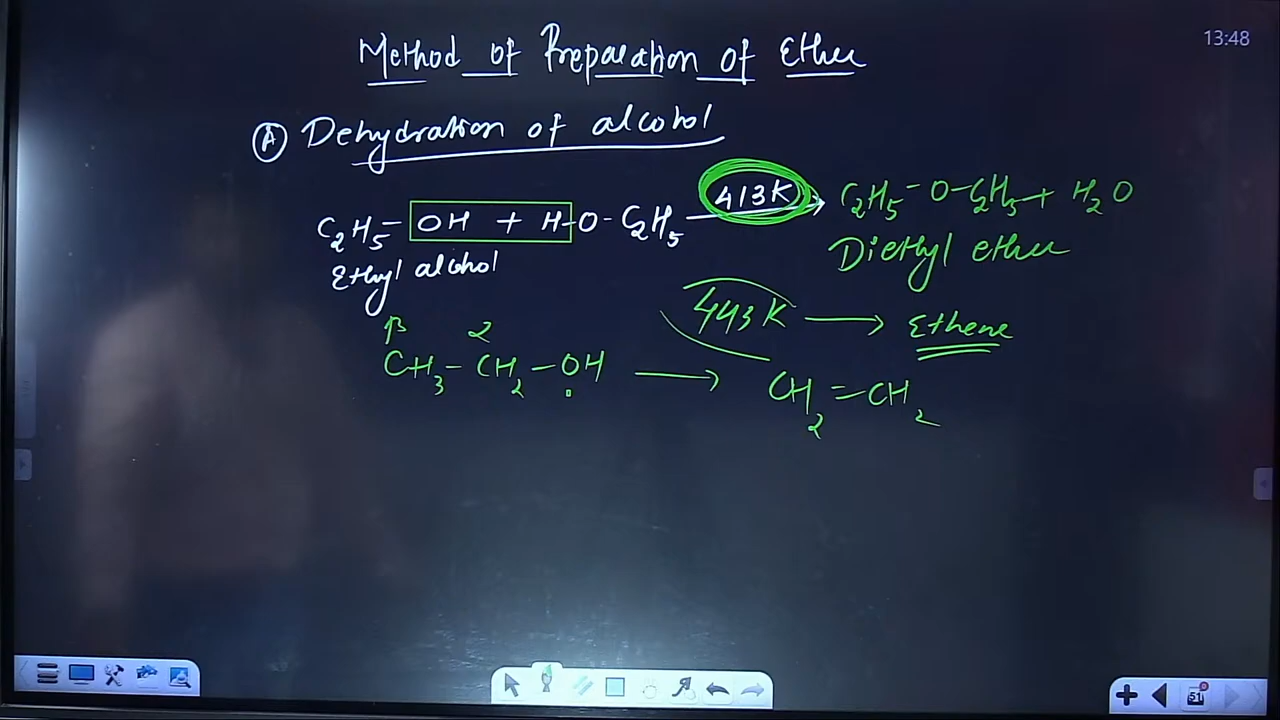 13:48
Method of Preparation of Ether
Ⓐ Dehydration of alcohol
C₂H₅-OH + H-O-C₂H₅ 413K → C₂H₅-O-C₂H₅ + H₂O
Ethyl alcohol
Diethyl ether
443K → Ethene
β α
CH₃-CH₂-OH → CH₂=CH₂
51